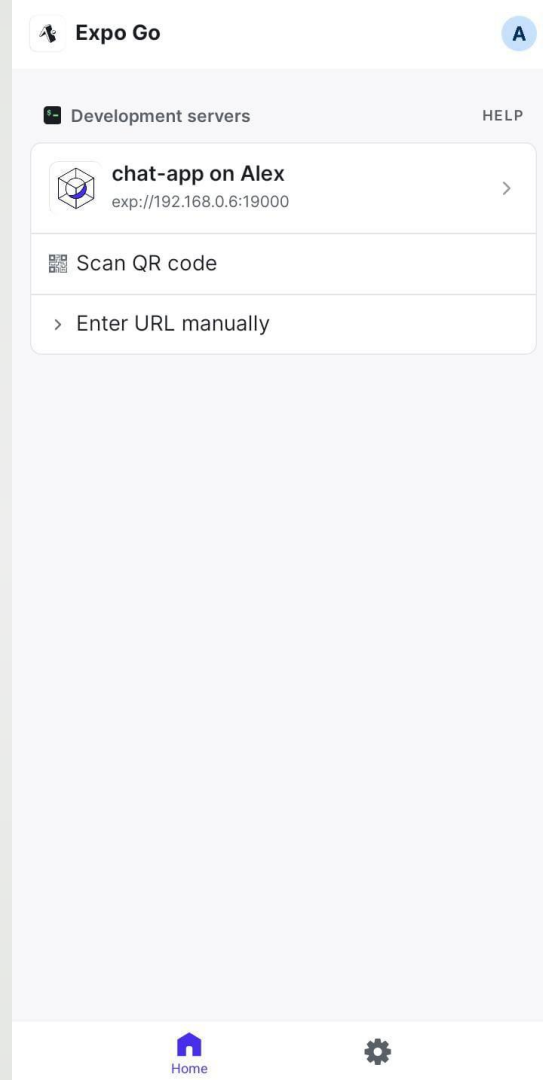 Expo Go
A
Development servers
HELP
chat-app on Alex
exp://192.168.0.6:19000
Scan QR code
Enter URL manually
Home